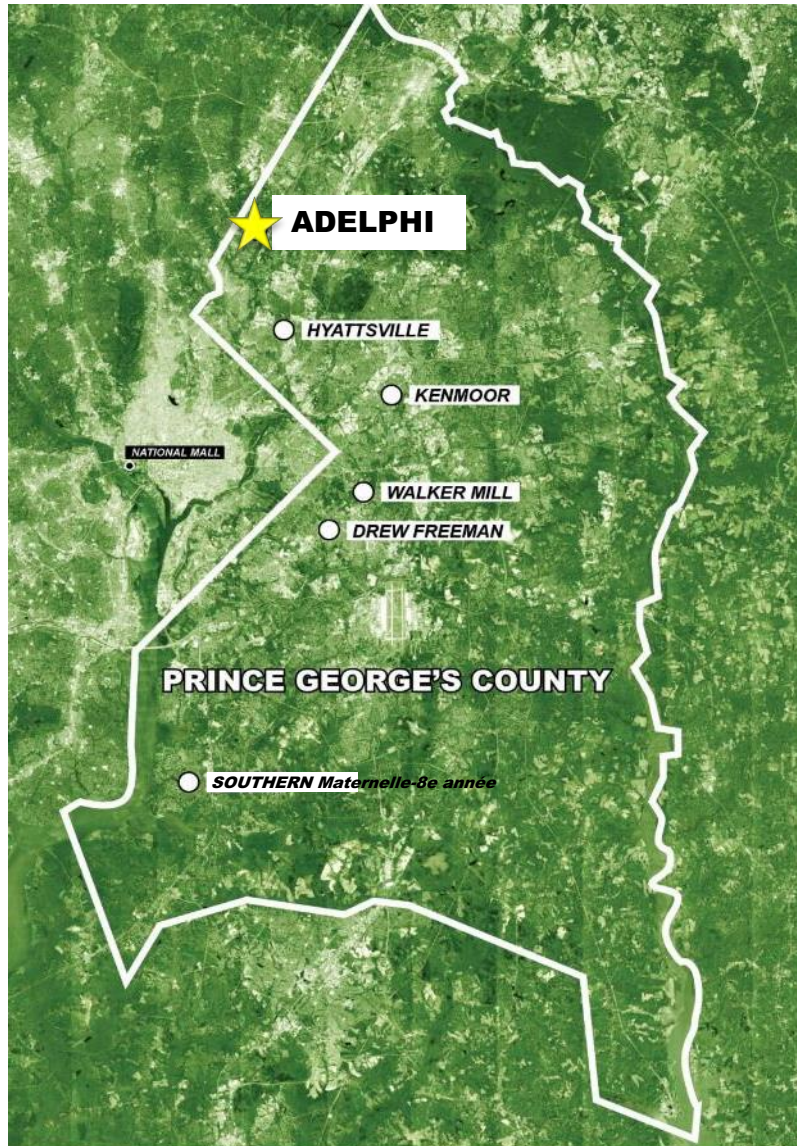 ADELPHI
HYATTSVILLE
KENMOOR
NATIONAL MALL
WALKER MILL
DREW FREEMAN
PRINCE GEORGE'S COUNTY
SOUTHERN Maternelle-8e année